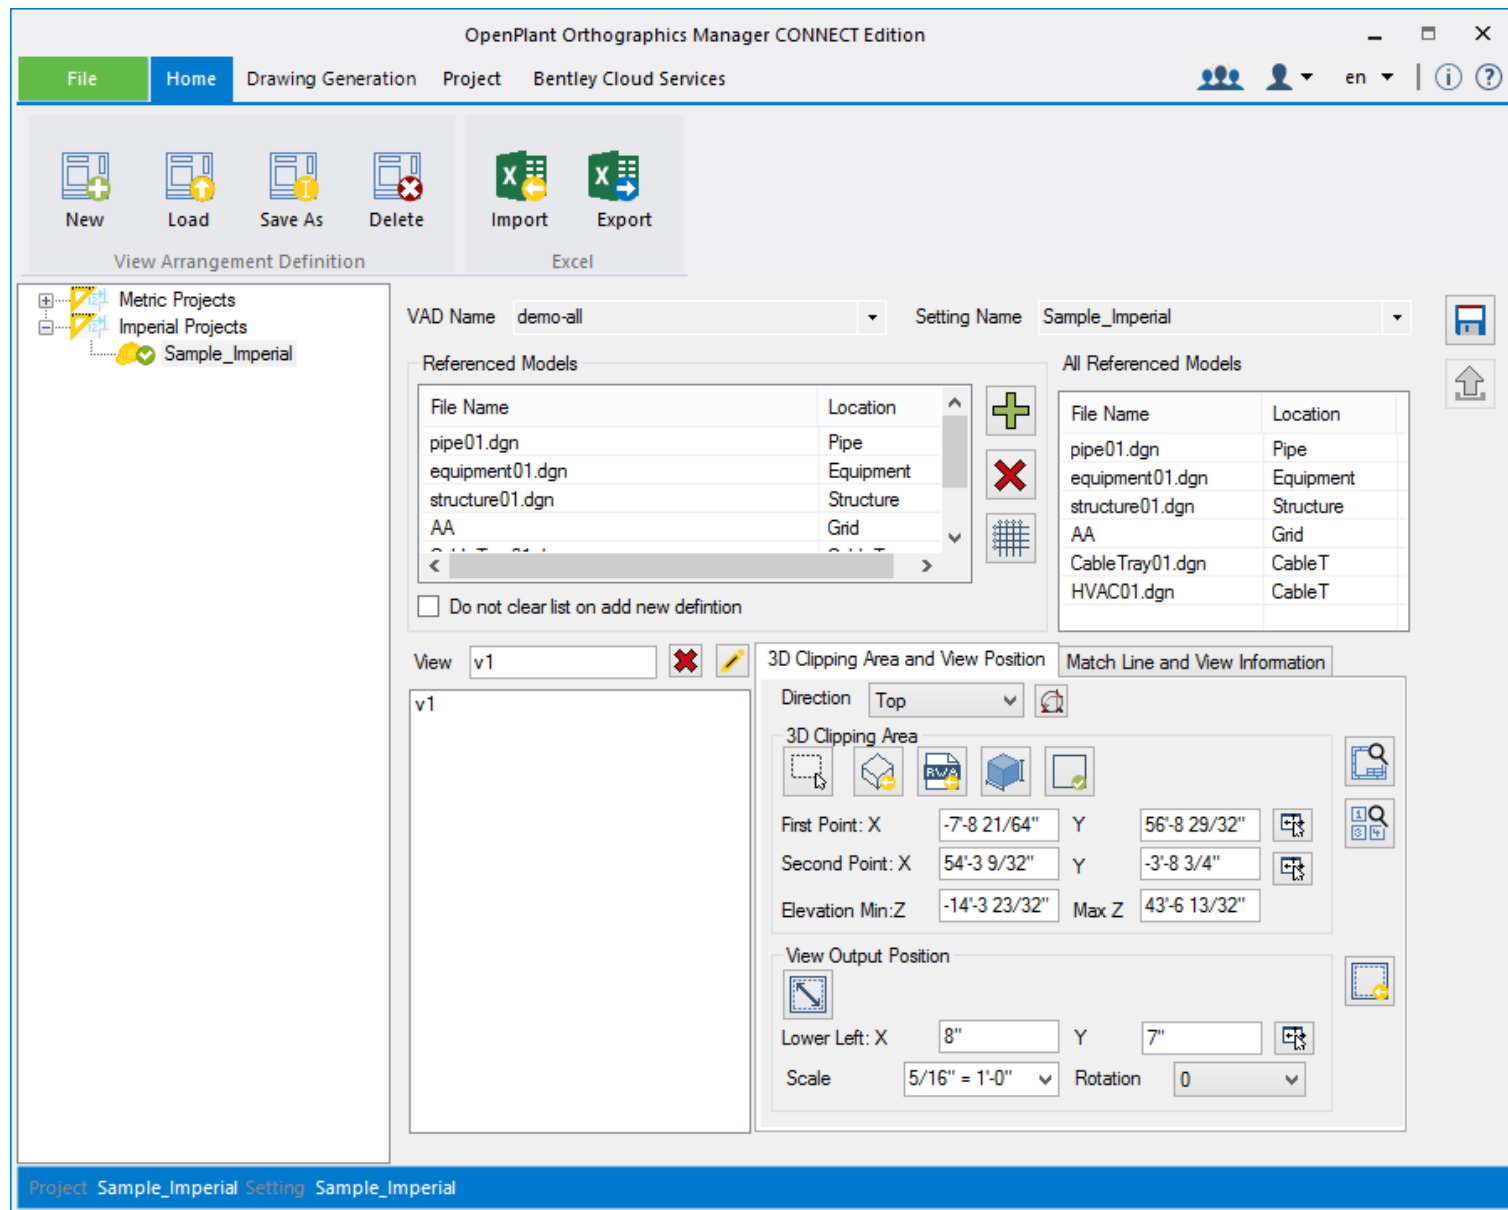 OpenPlant Orthographics Manager CONNECT Edition
File Home Drawing Generation Project Bentley Cloud Services en
New Load Save As Delete Import Export
View Arrangement Definition Excel
Metric Projects
Imperial Projects
Sample_Imperial
VAD Name demo-all Setting Name Sample_Imperial
Referenced Models
File Name Location
pipe01.dgn Pipe
equipment01.dgn Equipment
structure01.dgn Structure
AA Grid
Do not clear list on add new defintion
All Referenced Models
File Name Location
pipe01.dgn Pipe
equipment01.dgn Equipment
structure01.dgn Structure
AA Grid
CableTray01.dgn CableT
HVAC01.dgn CableT
View v1
v1
3D Clipping Area and View Position Match Line and View Information
Direction Top
3D Clipping Area
RWA
First Point: X -7'-8 21/64" Y 56'-8 29/32"
Second Point: X 54'-3 9/32" Y -3'-8 3/4"
Elevation Min:Z -14'-3 23/32" Max Z 43'-6 13/32"
View Output Position
Lower Left: X 8" Y 7"
Scale 5/16" = 1'-0" Rotation 0
Project Sample_Imperial Setting Sample_Imperial